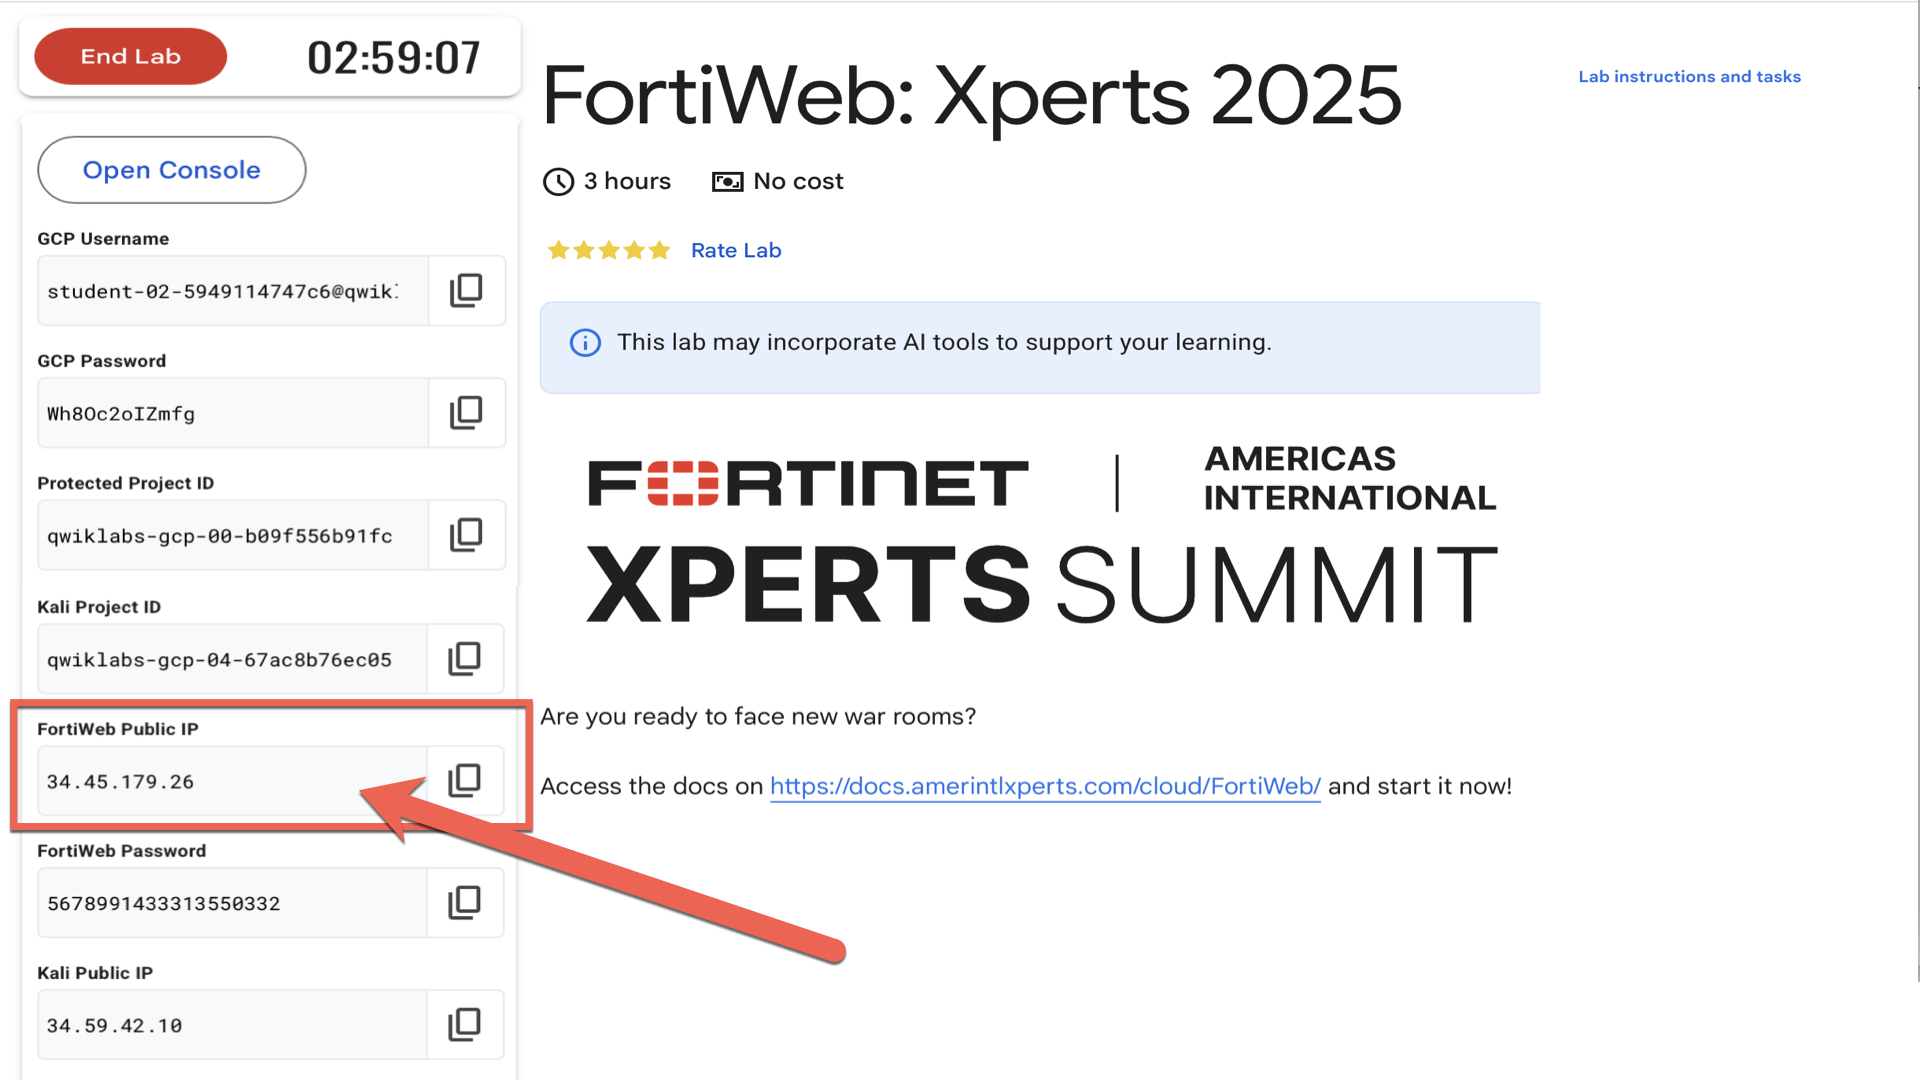 End Lab
02:59:07
Open Console
GCP Username
student-02-5949114747c6@qwik
GCP Password
Wh8Oc2oIZmfg
Protected Project ID
qwiklabs-gcp-00-b09f556b91fc
Kali Project ID
qwiklabs-gcp-04-67ac8b76ec05
FortiWeb Public IP
34.45.179.26
FortiWeb Password
5678991433313550332
Kali Public IP
34.59.42.10
FortiWeb: Xperts 2025
3 hours
No cost
Rate Lab
This lab may incorporate AI tools to support your learning.
FORTINET
AMERICAS
INTERNATIONAL
XPERTS SUMMIT
Are you ready to face new war rooms?
Access the docs on https://docs.amerintlxperts.com/cloud/FortiWeb/ and start it now!
Lab instructions and tasks